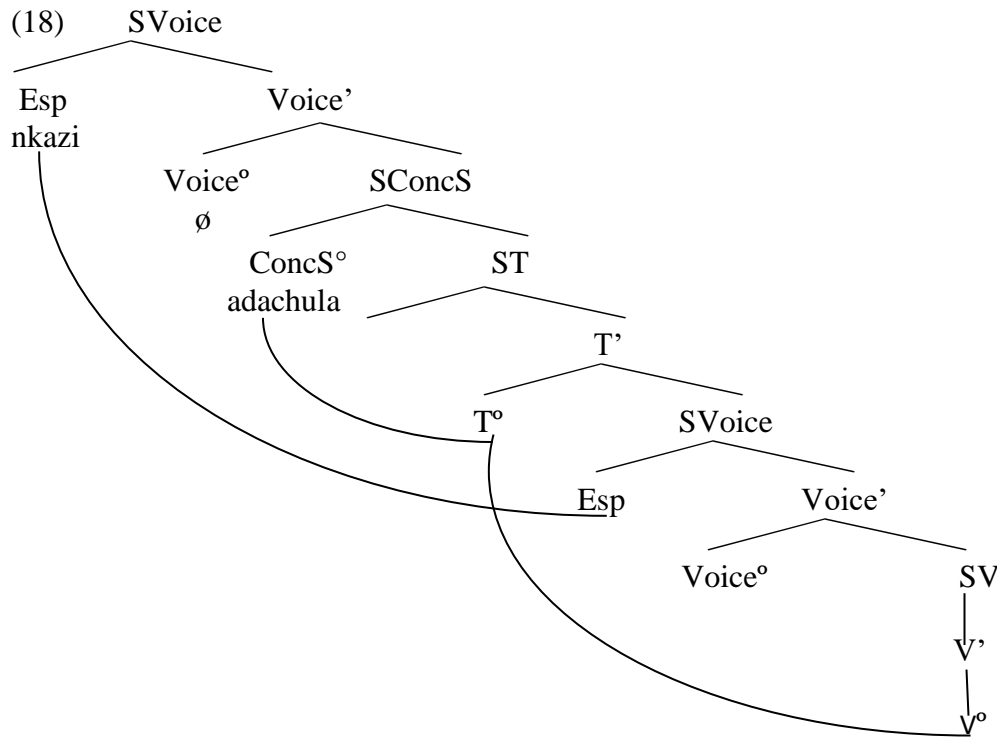 (18) SVoice
Esp Voice’
nkazi
Voiceº SConcS
ø
ConcS° ST
adachula
T’
Tº SVoice
Esp Voice’
Voiceº SV
V’
Vº